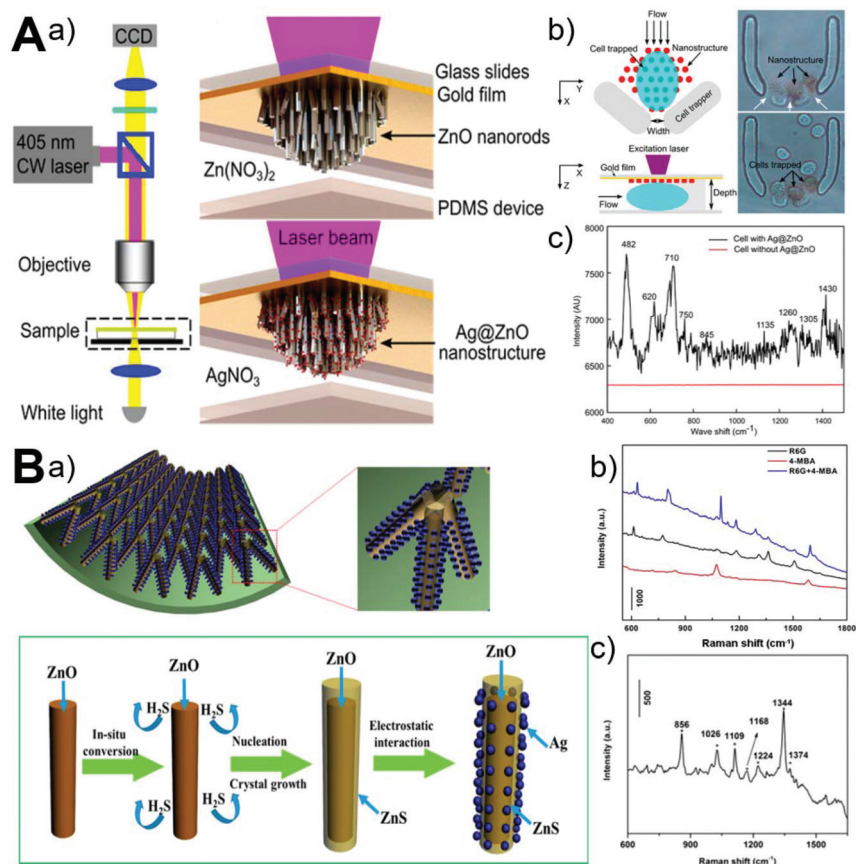 A a)
CCD
405 nm
CW laser
Objective
Sample
White light
Glass slides
Gold film
ZnO nanorods
Zn(NO3)2
PDMS device
Laser beam
Ag@ZnO
nanostructure
AgNO3
b)
Flow
Cell trapped
Nanostructure
Y
X
Cell trapper
Width
Excitation laser
Gold film
X
Z
Flow
Depth
Nanostructure
Cells trapped
c)
Cell with Ag@ZnO
Cell without Ag@ZnO
8000
7500
7000
6500
6000
Intensity (AU)
482
620
710
750
845
1135
1260
1305
1430
400 600 800 1000 1200 1400
Wave shift (cm-1)
B a)
ZnO
In-situ
conversion
ZnO
H2S H2S
H2S H2S
Nucleation
Crystal growth
ZnO
ZnS
Electrostatic
interaction
ZnO
Ag
ZnS
b)
R6G
4-MBA
R6G+4-MBA
Intensity (a.u.)
1000
600 900 1200 1500 1800
Raman shift (cm-1)
c)
500
Intensity (a.u.)
856
1026
1109
1168
1224
1344
1374
600 750 900 1050 1200 1350 1500 1650
Raman shift (cm-1)